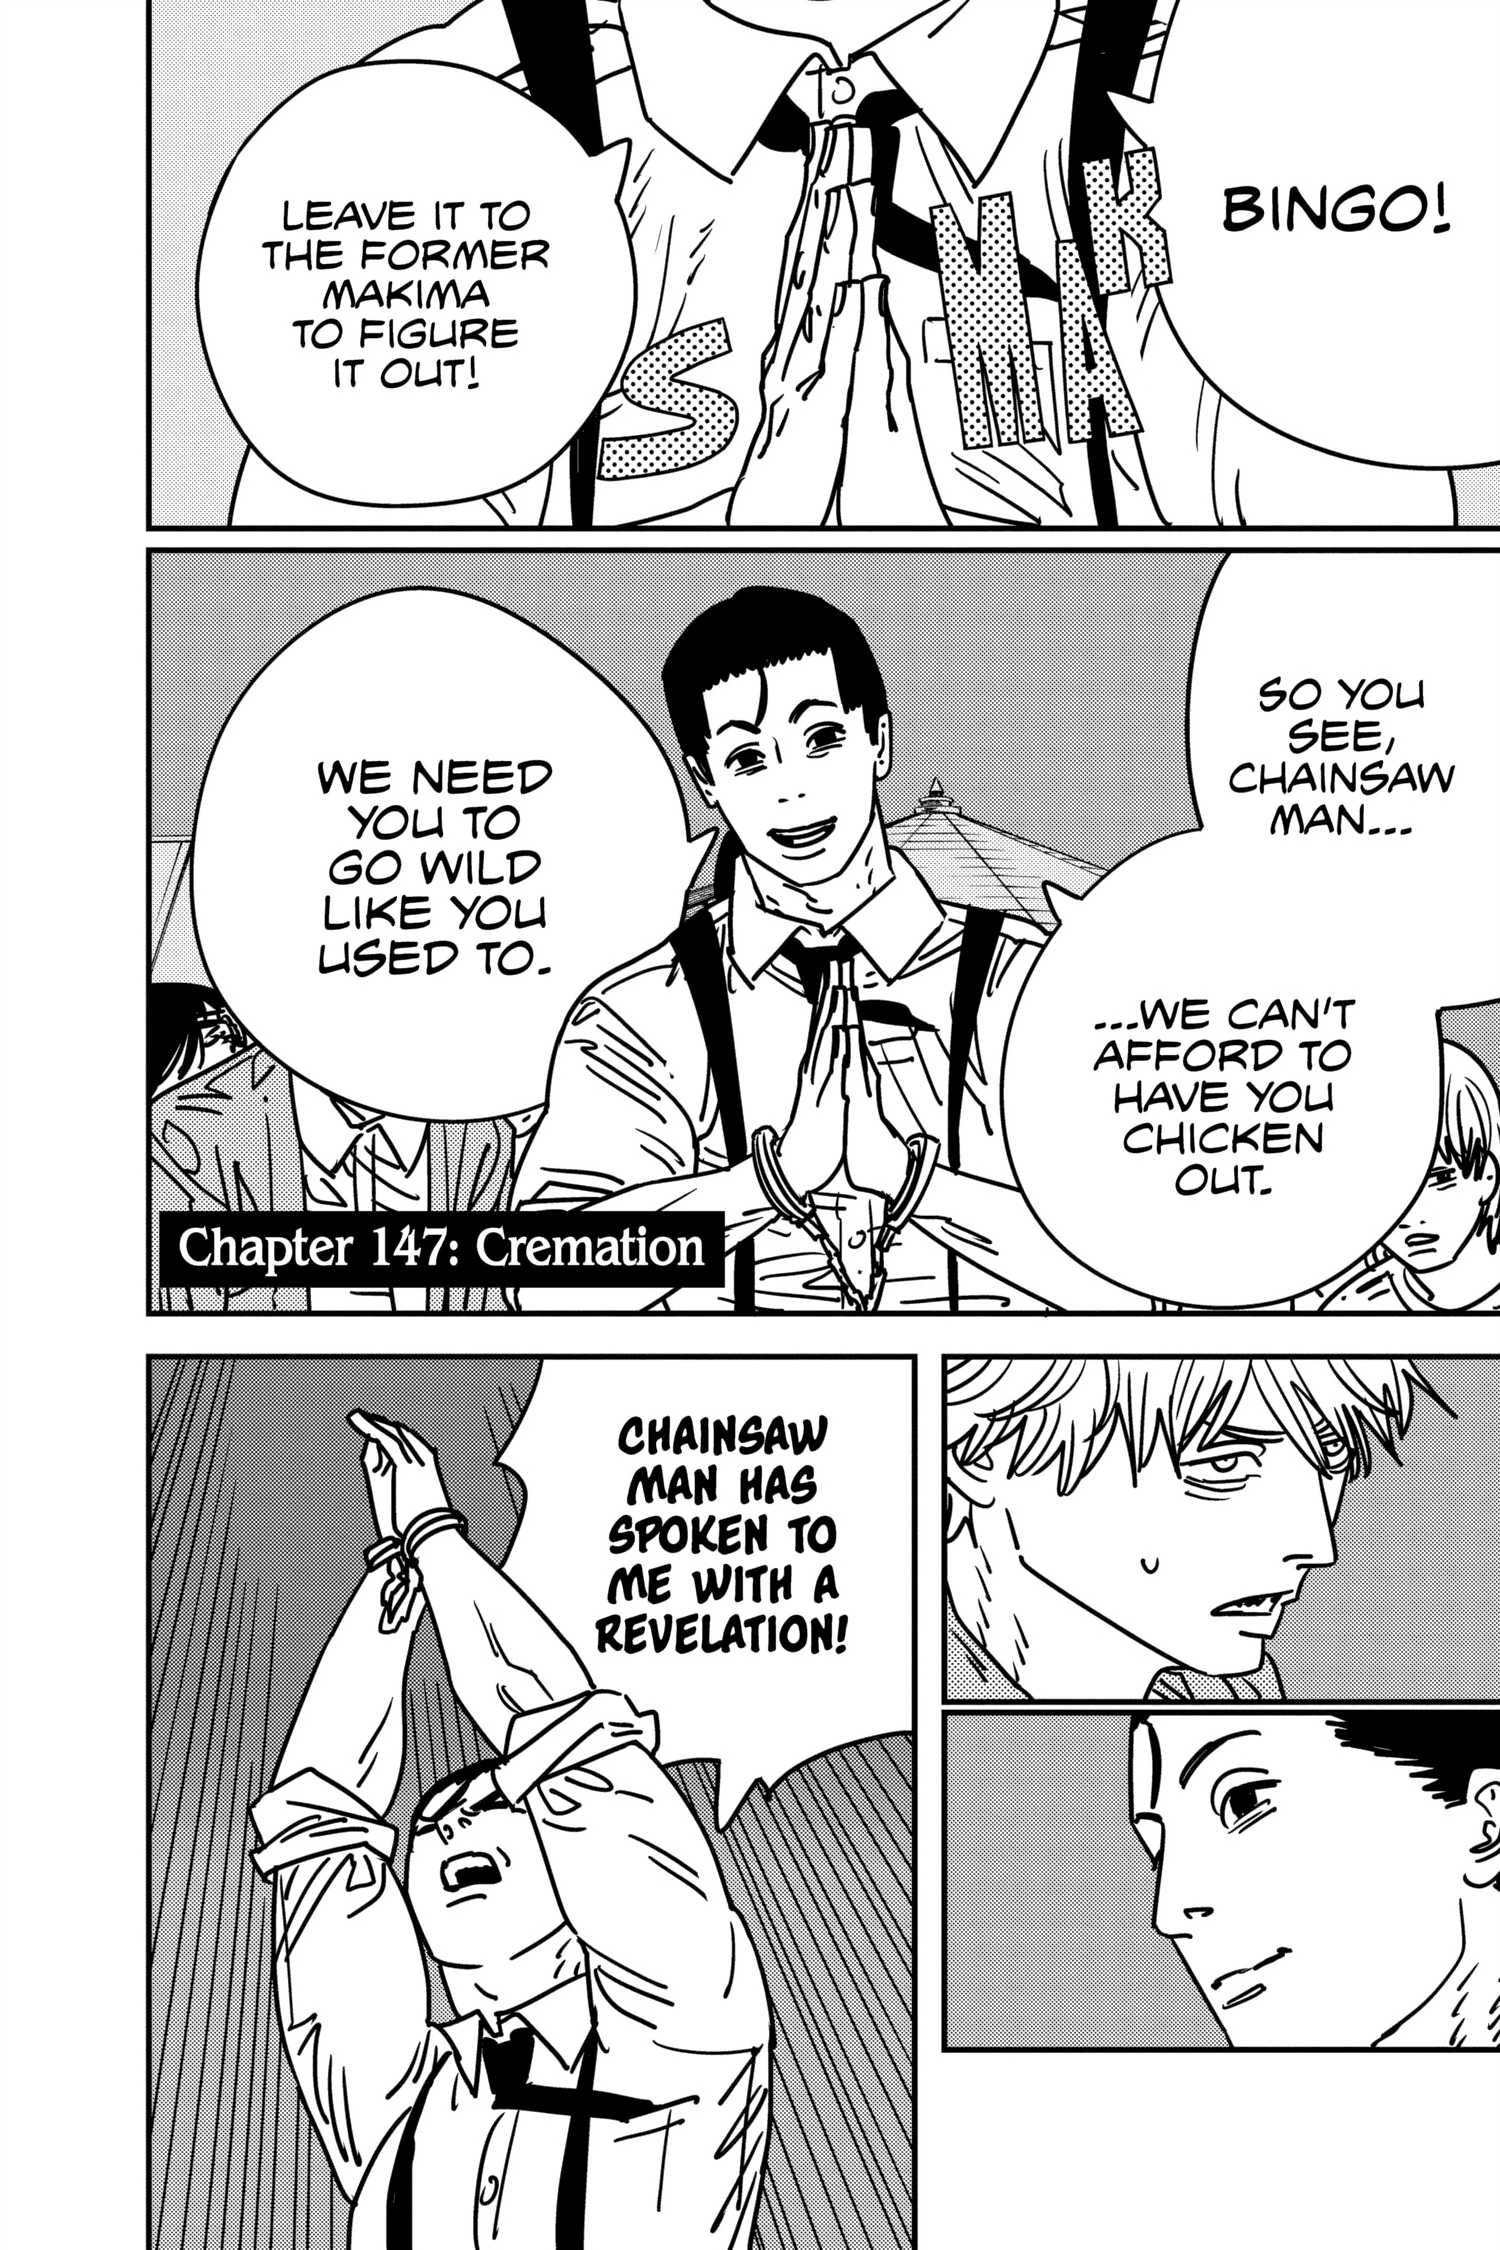 BINGO!
SMAK
LEAVE IT TO
THE FORMER
MAKIMA
TO FIGURE
IT OUT!
SO YOU
SEE,
CHAINSAW
MAN...
...WE CAN'T
AFFORD TO
HAVE YOU
CHICKEN
OUT.
WE NEED
YOU TO
GO WILD
LIKE YOU
USED TO.
Chapter 147: Cremation
CHAINSAW
MAN HAS
SPOKEN TO
ME WITH A
REVELATION!